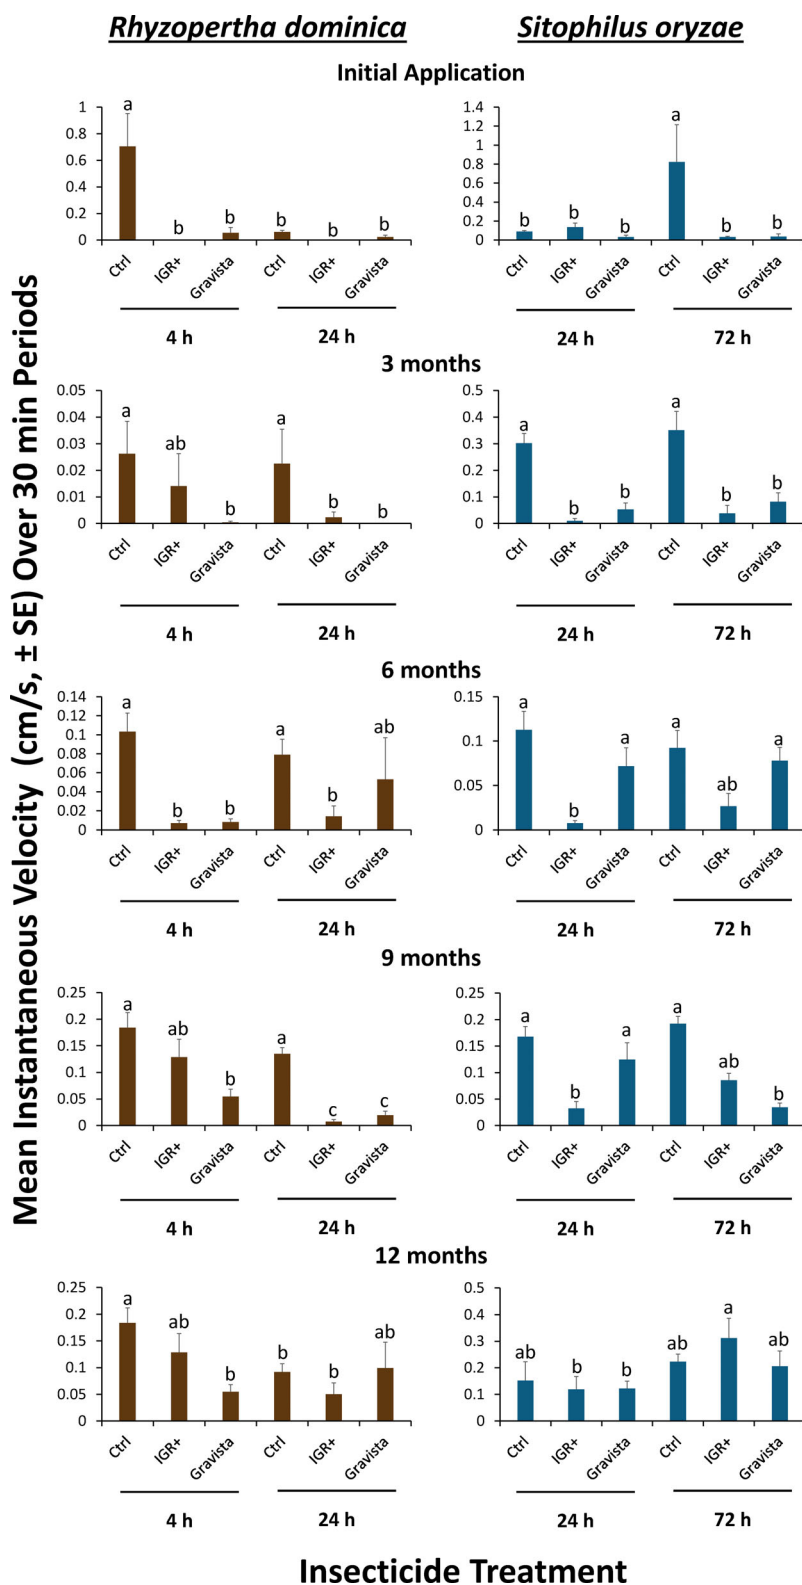 Rhyzopertha dominica
Sitophilus oryzae
Initial Application
Mean Instantaneous Velocity (cm/s, ± SE) Over 30 min Periods
1
0.8
0.6
0.4
0.2
0
a
b
b
b
b
b
Ctrl
IGR+
Gravista
Ctrl
IGR+
Gravista
4 h
24 h
1.4
1.2
1
0.8
0.6
0.4
0.2
0
b
b
b
a
b
b
Ctrl
IGR+
Gravista
Ctrl
IGR+
Gravista
24 h
72 h
3 months
0.05
0.04
0.03
0.02
0.01
0
a
ab
b
a
b
b
Ctrl
IGR+
Gravista
Ctrl
IGR+
Gravista
4 h
24 h
0.5
0.4
0.3
0.2
0.1
0
a
b
b
a
b
b
Ctrl
IGR+
Gravista
Ctrl
IGR+
Gravista
24 h
72 h
6 months
0.14
0.12
0.1
0.08
0.06
0.04
0.02
0
a
b
b
a
b
ab
Ctrl
IGR+
Gravista
Ctrl
IGR+
Gravista
4 h
24 h
0.15
0.1
0.05
0
a
b
a
a
ab
a
Ctrl
IGR+
Gravista
Ctrl
IGR+
Gravista
24 h
72 h
9 months
0.25
0.2
0.15
0.1
0.05
0
a
ab
b
a
c
c
Ctrl
IGR+
Gravista
Ctrl
IGR+
Gravista
4 h
24 h
0.25
0.2
0.15
0.1
0.05
0
a
b
a
a
ab
b
Ctrl
IGR+
Gravista
Ctrl
IGR+
Gravista
24 h
72 h
12 months
0.25
0.2
0.15
0.1
0.05
0
a
ab
b
b
b
ab
Ctrl
IGR+
Gravista
Ctrl
IGR+
Gravista
4 h
24 h
0.5
0.4
0.3
0.2
0.1
0
ab
b
b
ab
a
ab
Ctrl
IGR+
Gravista
Ctrl
IGR+
Gravista
24 h
72 h
Insecticide Treatment